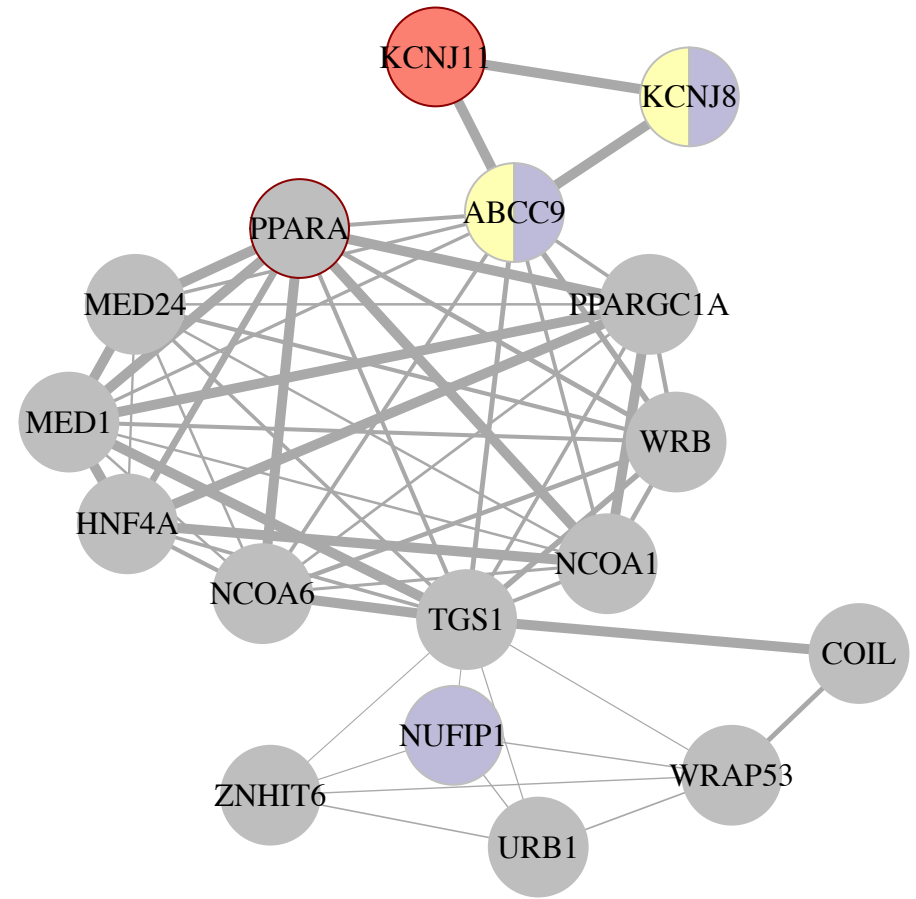 KCNJ11
KCNJ8
ABCC9
PPARA
MED24
PPARGC1A
MED1
WRB
HNF4A
NCOA1
NCOA6
TGS1
COIL
NUFIP1
WRAP53
ZNHIT6
URB1